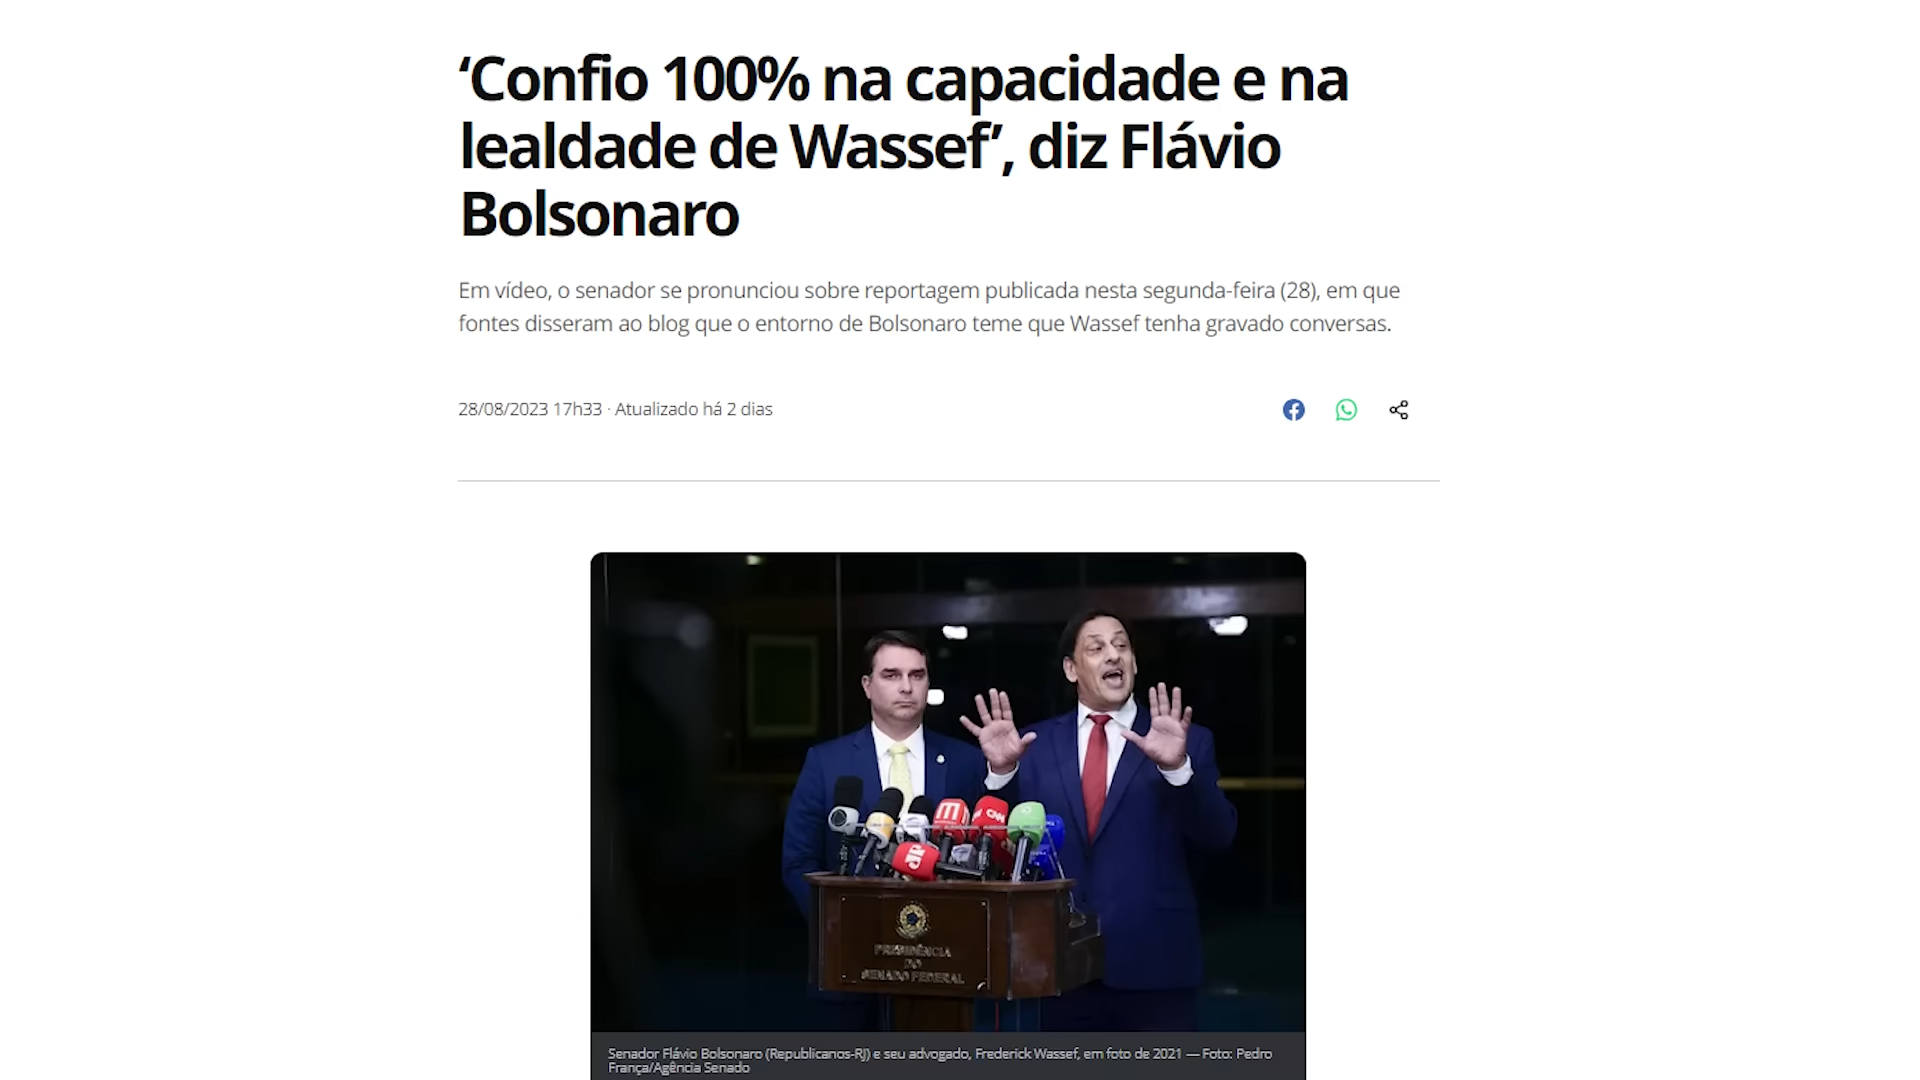 ‘Confio 100% na capacidade e na
lealdade de Wassef’, diz Flávio
Bolsonaro
Em vídeo, o senador se pronunciou sobre reportagem publicada nesta segunda-feira (28), em que
fontes disseram ao blog que o entorno de Bolsonaro teme que Wassef tenha gravado conversas.
28/08/2023 17h33 · Atualizado há 2 dias
M
CNN
JP
PRESIDÊNCIA
DO
SENADO FEDERAL
Senador Flávio Bolsonaro (Republicanos-RJ) e seu advogado, Frederick Wassef, em foto de 2021 — Foto: Pedro
França/Agência Senado